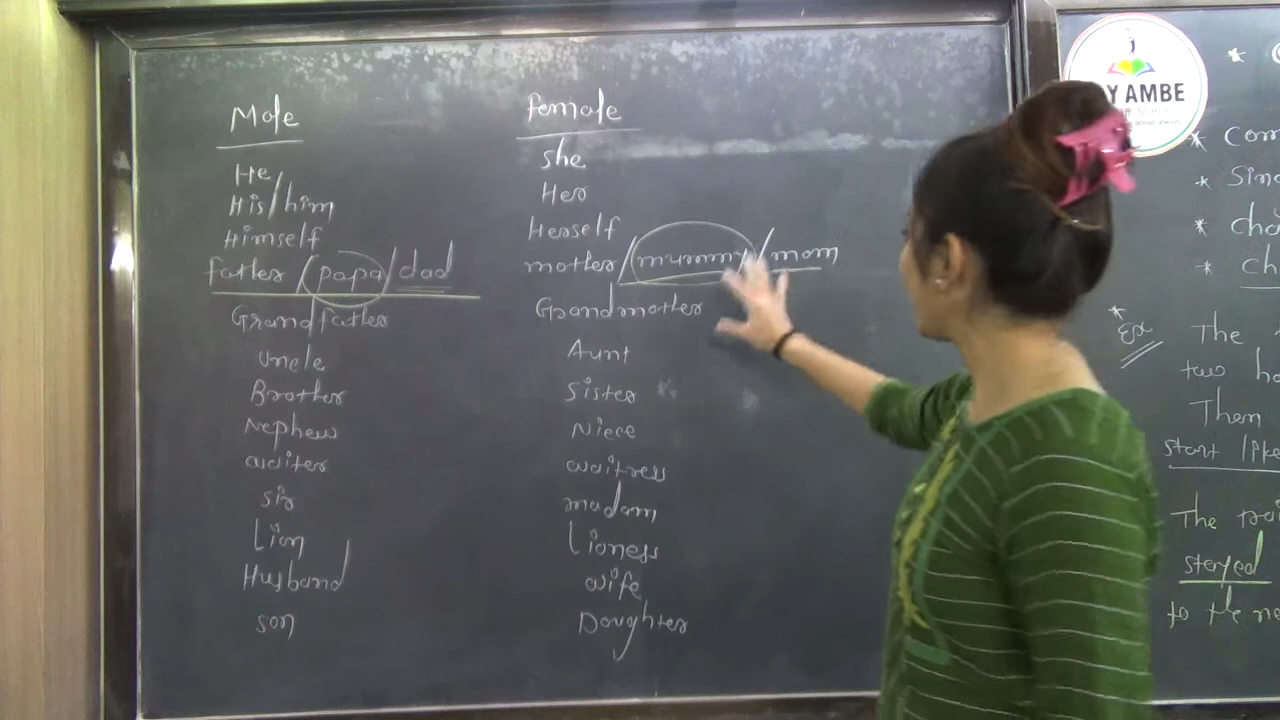 Male
He
His/him
Himself
father / papa / dad
Grandfather
Uncle
Brother
Nephew
waiter
sir
Lion
Husband
son
Female
she
Her
Herself
mother / mummy / mom
Grandmother
Aunt
Sister
Niece
waitress
madam
Lioness
wife
Daughter
Y AMBE
*
* Com
* Sinc
*
*
* Ex
The
two
Them
start like
The
stayed
to the